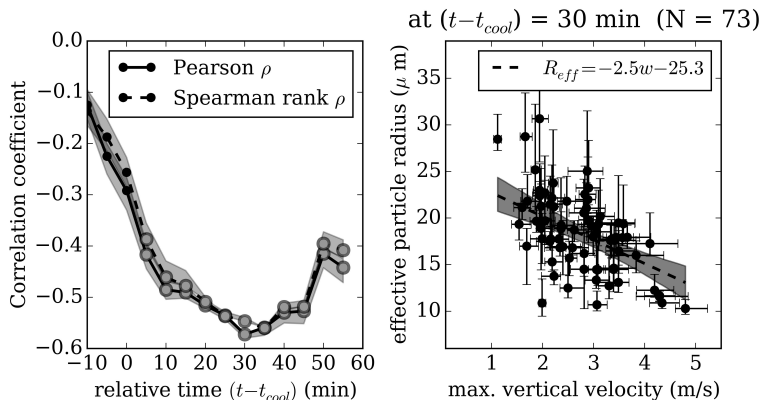 at (t−t_cool) = 30 min (N = 73)
0.0
−0.1
−0.2
−0.3
−0.4
−0.5
−0.6
Correlation coefficient
Pearson ρ
Spearman rank ρ
−10 0 10 20 30 40 50 60
relative time (t−t_cool) (min)
35
30
25
20
15
10
effective particle radius (μ m)
R_eff=−2.5w−25.3
1 2 3 4 5
max. vertical velocity (m/s)